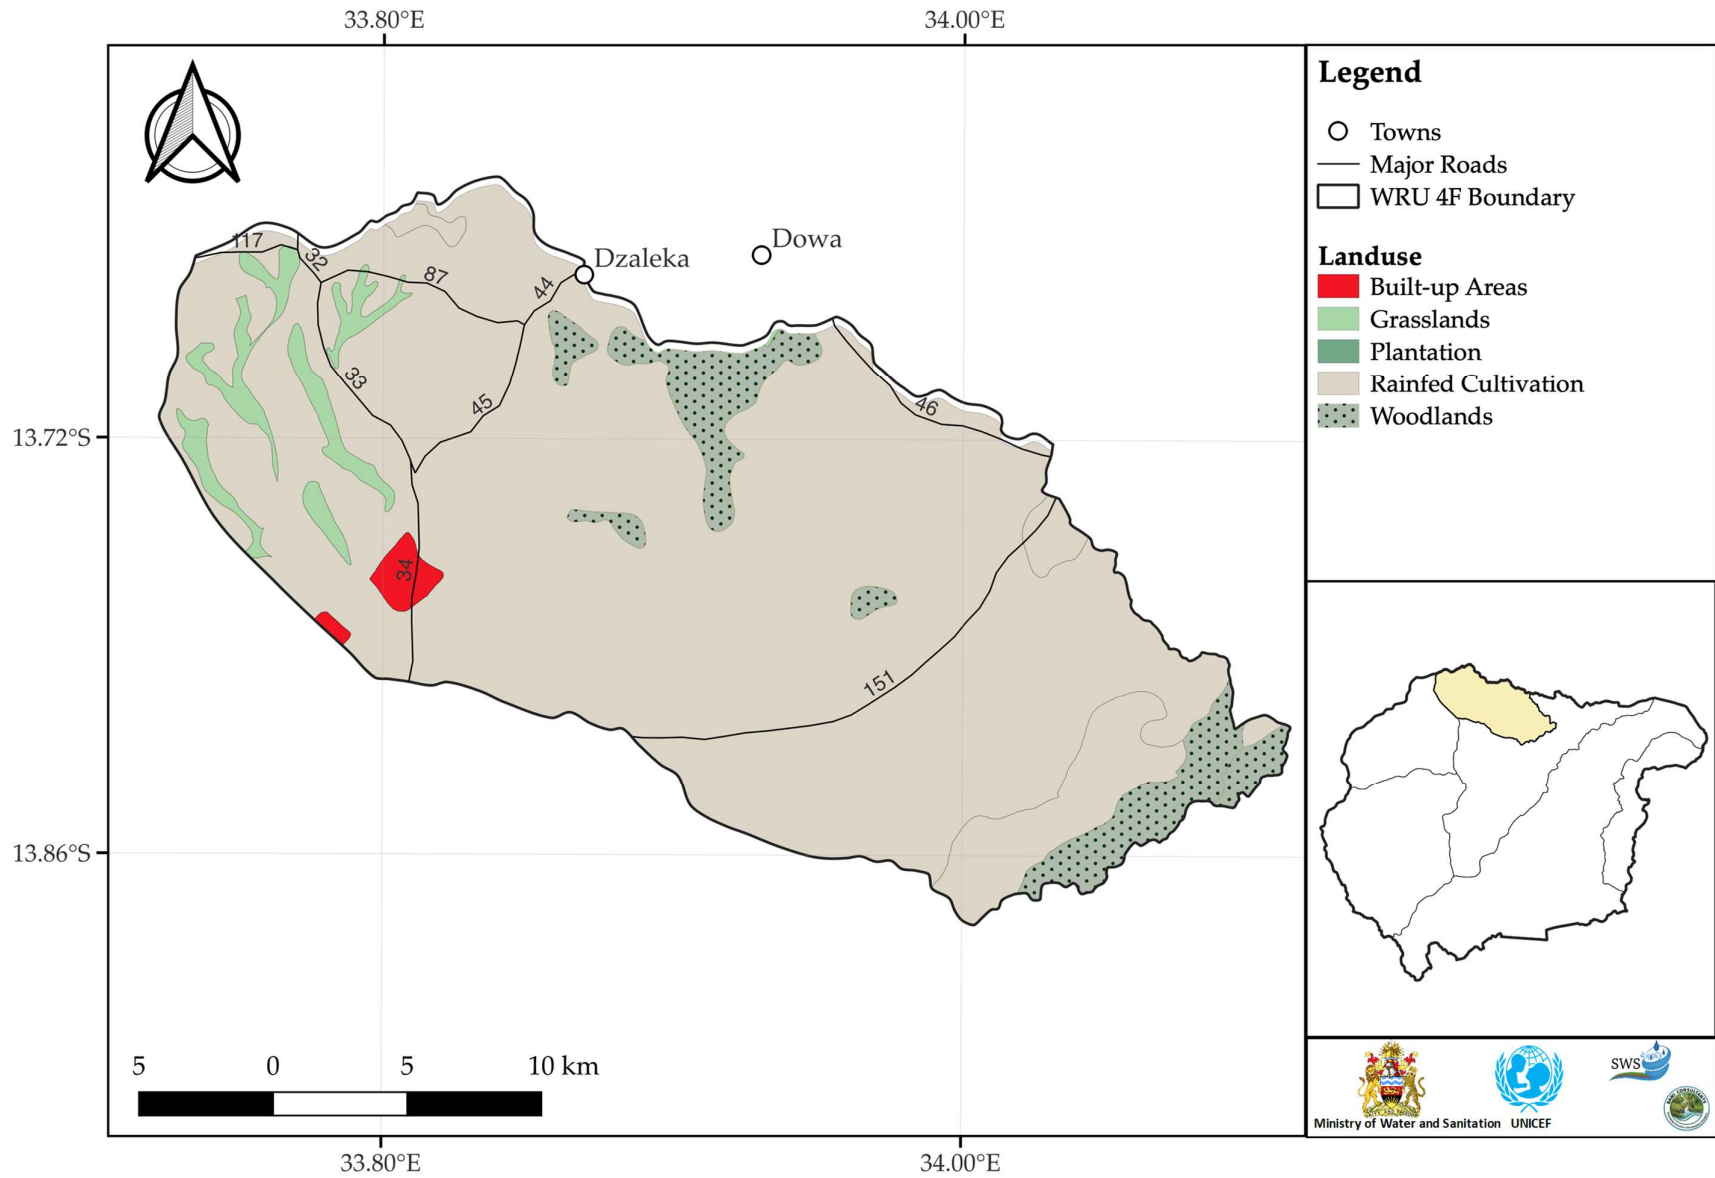 33.80°E
34.00°E
Legend
Towns
Major Roads
WRU 4F Boundary
Landuse
Built-up Areas
Grasslands
Plantation
Rainfed Cultivation
Woodlands
Dowa
Dzaleka
117
32
87
44
33
45
46
13.72°S
34
151
13.86°S
5 0 5 10 km
33.80°E
34.00°E
SWS
Ministry of Water and Sanitation UNICEF